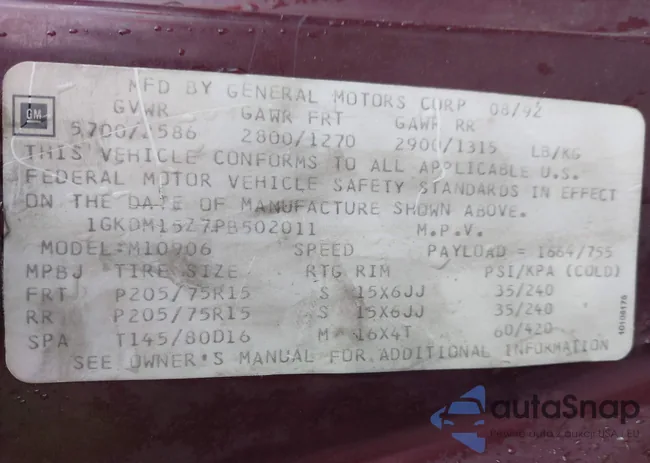 MFD BY GENERAL MOTORS CORP 08/92
GM
GVWR GAWR FRT GAWR RR
5700/2586 2800/1270 2900/1315 LB/KG
THIS VEHICLE CONFORMS TO ALL APPLICABLE U.S.
FEDERAL MOTOR VEHICLE SAFETY STANDARDS IN EFFECT
ON THE DATE OF MANUFACTURE SHOWN ABOVE.
1GKDM15Z7PB502011 M.P.V.
MODEL=M10906 SPEED PAYLOAD = 1664/755
MPBJ TIRE SIZE RTG RIM PSI/KPA (COLD)
FRT P205/75R15 S 15X6JJ 35/240
RR P205/75R15 S 15X6JJ 35/240
SPA T145/80D16 M 16X4T 60/420
SEE OWNER'S MANUAL FOR ADDITIONAL INFORMATION
autaSnap